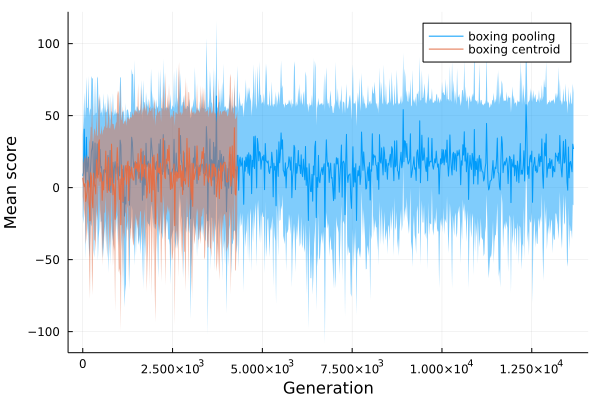 Mean score
100
50
0
−50
−100
boxing pooling
boxing centroid
0 2.500×10³ 5.000×10³ 7.500×10³ 1.000×10⁴ 1.250×10⁴
Generation